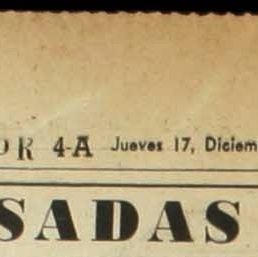 OR 4-A Jueves 17, Diciem
SADAS